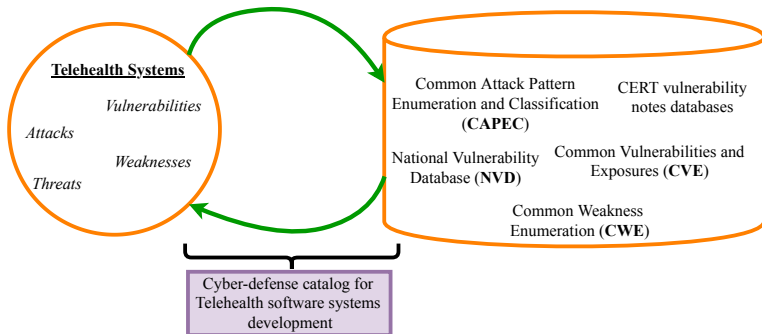 Telehealth Systems
Vulnerabilities
Attacks
Weaknesses
Threats
Common Attack Pattern
Enumeration and Classification
(CAPEC)
CERT vulnerability
notes databases
National Vulnerability
Database (NVD)
Common Vulnerabilities and
Exposures (CVE)
Common Weakness
Enumeration (CWE)
Cyber-defense catalog for
Telehealth software systems
development